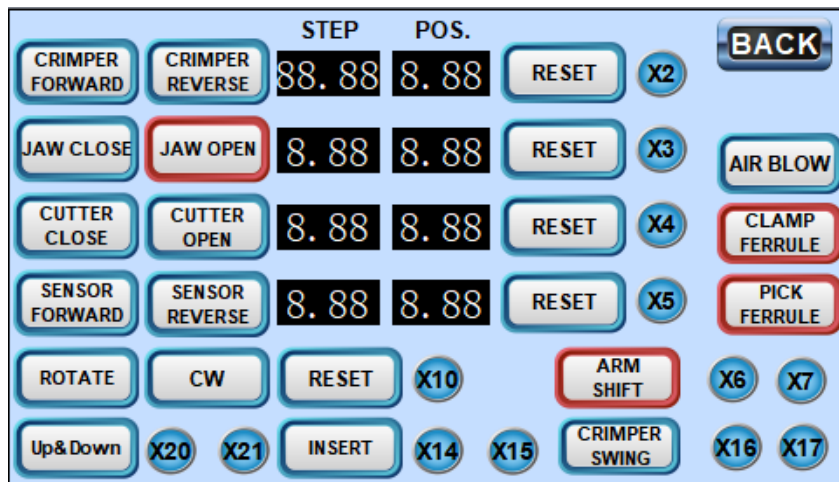 STEP POS.
BACK
CRIMPER FORWARD CRIMPER REVERSE 88.88 8.88 RESET X2
JAW CLOSE JAW OPEN 8.88 8.88 RESET X3
AIR BLOW
CUTTER CLOSE CUTTER OPEN 8.88 8.88 RESET X4
CLAMP FERRULE
SENSOR FORWARD SENSOR REVERSE 8.88 8.88 RESET X5
PICK FERRULE
ROTATE CW RESET X10 ARM SHIFT X6 X7
Up&Down X20 X21 INSERT X14 X15 CRIMPER SWING X16 X17